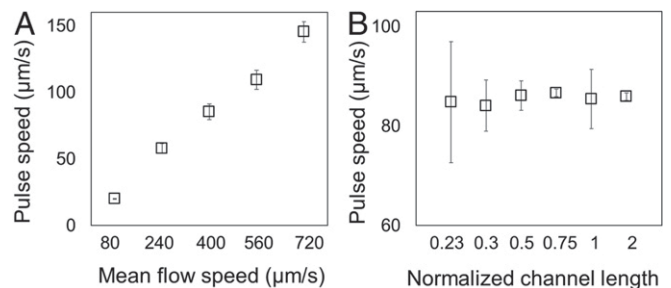 A
Pulse speed (µm/s)
150
100
50
0
80 240 400 560 720
Mean flow speed (µm/s)
B
Pulse speed (µm/s)
100
80
60
0.23 0.3 0.5 0.75 1 2
Normalized channel length